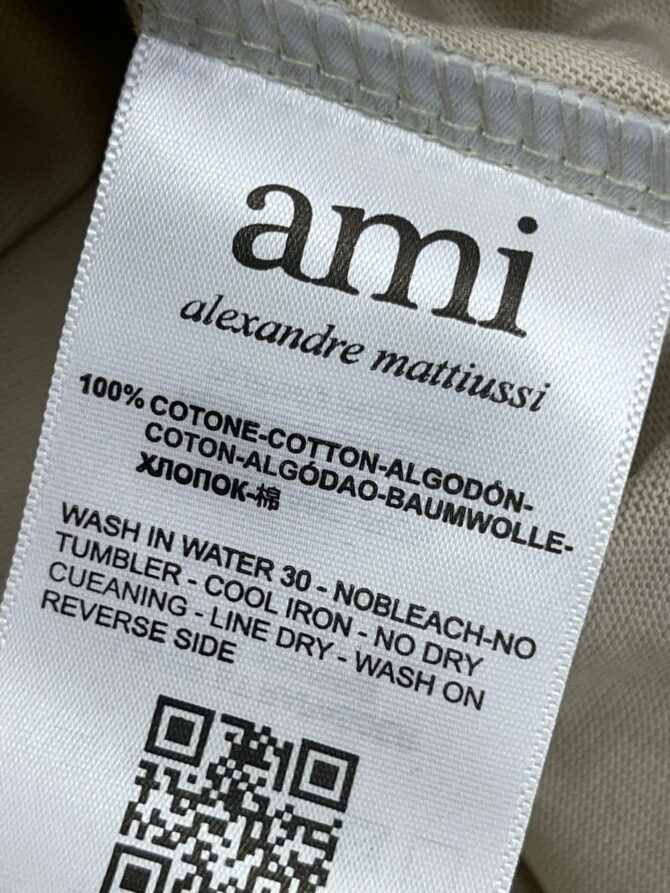 ami
alexandre mattiussi
100% COTONE-COTTON-ALGODÓN-
COTON-ALGÓDAO-BAUMWOLLE-
ХЛОПОК-棉
WASH IN WATER 30 - NOBLEACH-NO
TUMBLER - COOL IRON - NO DRY
CUEANING - LINE DRY - WASH ON
REVERSE SIDE